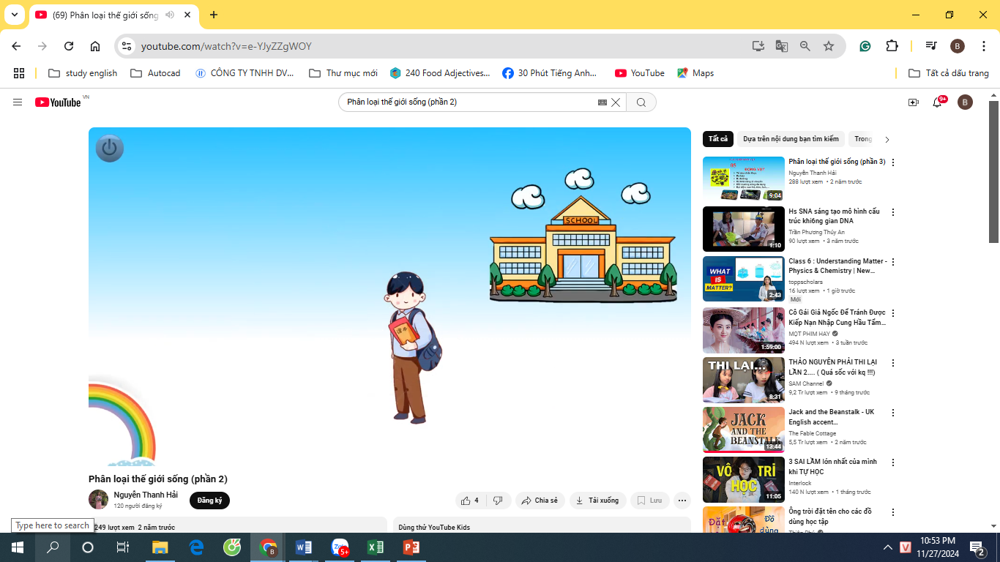 (69) Phân loại thế giới sống
youtube.com/watch?v=e-YJyZZgWOY
study english
Autocad
CÔNG TY TNHH DV...
Thư mục mới
240 Food Adjectives...
30 Phút Tiếng Anh...
YouTube
Maps
Tất cả dấu trang
YouTube VN
Phân loại thế giới sống (phần 2)
9+
B
SCHOOL
课本
Tất cả
Dựa trên nội dung bạn tìm kiếm
Trong
Phân loại thế giới sống (phần 3)
Nguyễn Thanh Hải
288 lượt xem • 2 năm trước
ĐỘNG VẬT
9:04
Hs SNA sáng tạo mô hình cấu
trúc không gian DNA
Trần Phương Thúy An
90 lượt xem • 3 năm trước
1:10
Class 6 : Understanding Matter -
Physics & Chemistry | New...
toppscholars
16 lượt xem • 1 giờ trước
Mới
WHAT
IS
MATTER?
2:43
Cô Gái Giả Ngốc Để Tránh Được
Kiếp Nạn Nhập Cung Hầu Tẩm...
MỌT PHIM HAY
494 N lượt xem • 3 tuần trước
1:59:00
THẢO NGUYÊN PHẢI THI LẠI
LẦN 2.... ( Quá sốc với kq !!!)
SAM Channel
9,2 Tr lượt xem • 9 tháng trước
THI LẠI...
8:31
Jack and the Beanstalk - UK
English accent...
The Fable Cottage
5,5 Tr lượt xem • 2 năm trước
JACK
AND THE
BEANSTALK
13:44
3 SAI LẦM lớn nhất của mình
khi TỰ HỌC
Interlock
140 N lượt xem • 1 tháng trước
VÔ TRI
HỌC
11:05
Ông trời đặt tên cho các đồ
dùng học tập
Đặt
Đồ
dùng
Phân loại thế giới sống (phần 2)
Nguyễn Thanh Hải
120 người đăng ký
Đăng ký
4
Chia sẻ
Tải xuống
Lưu
249 lượt xem 2 năm trước
Dùng thử YouTube Kids
Type here to search
5+
10:53 PM
11/27/2024
2